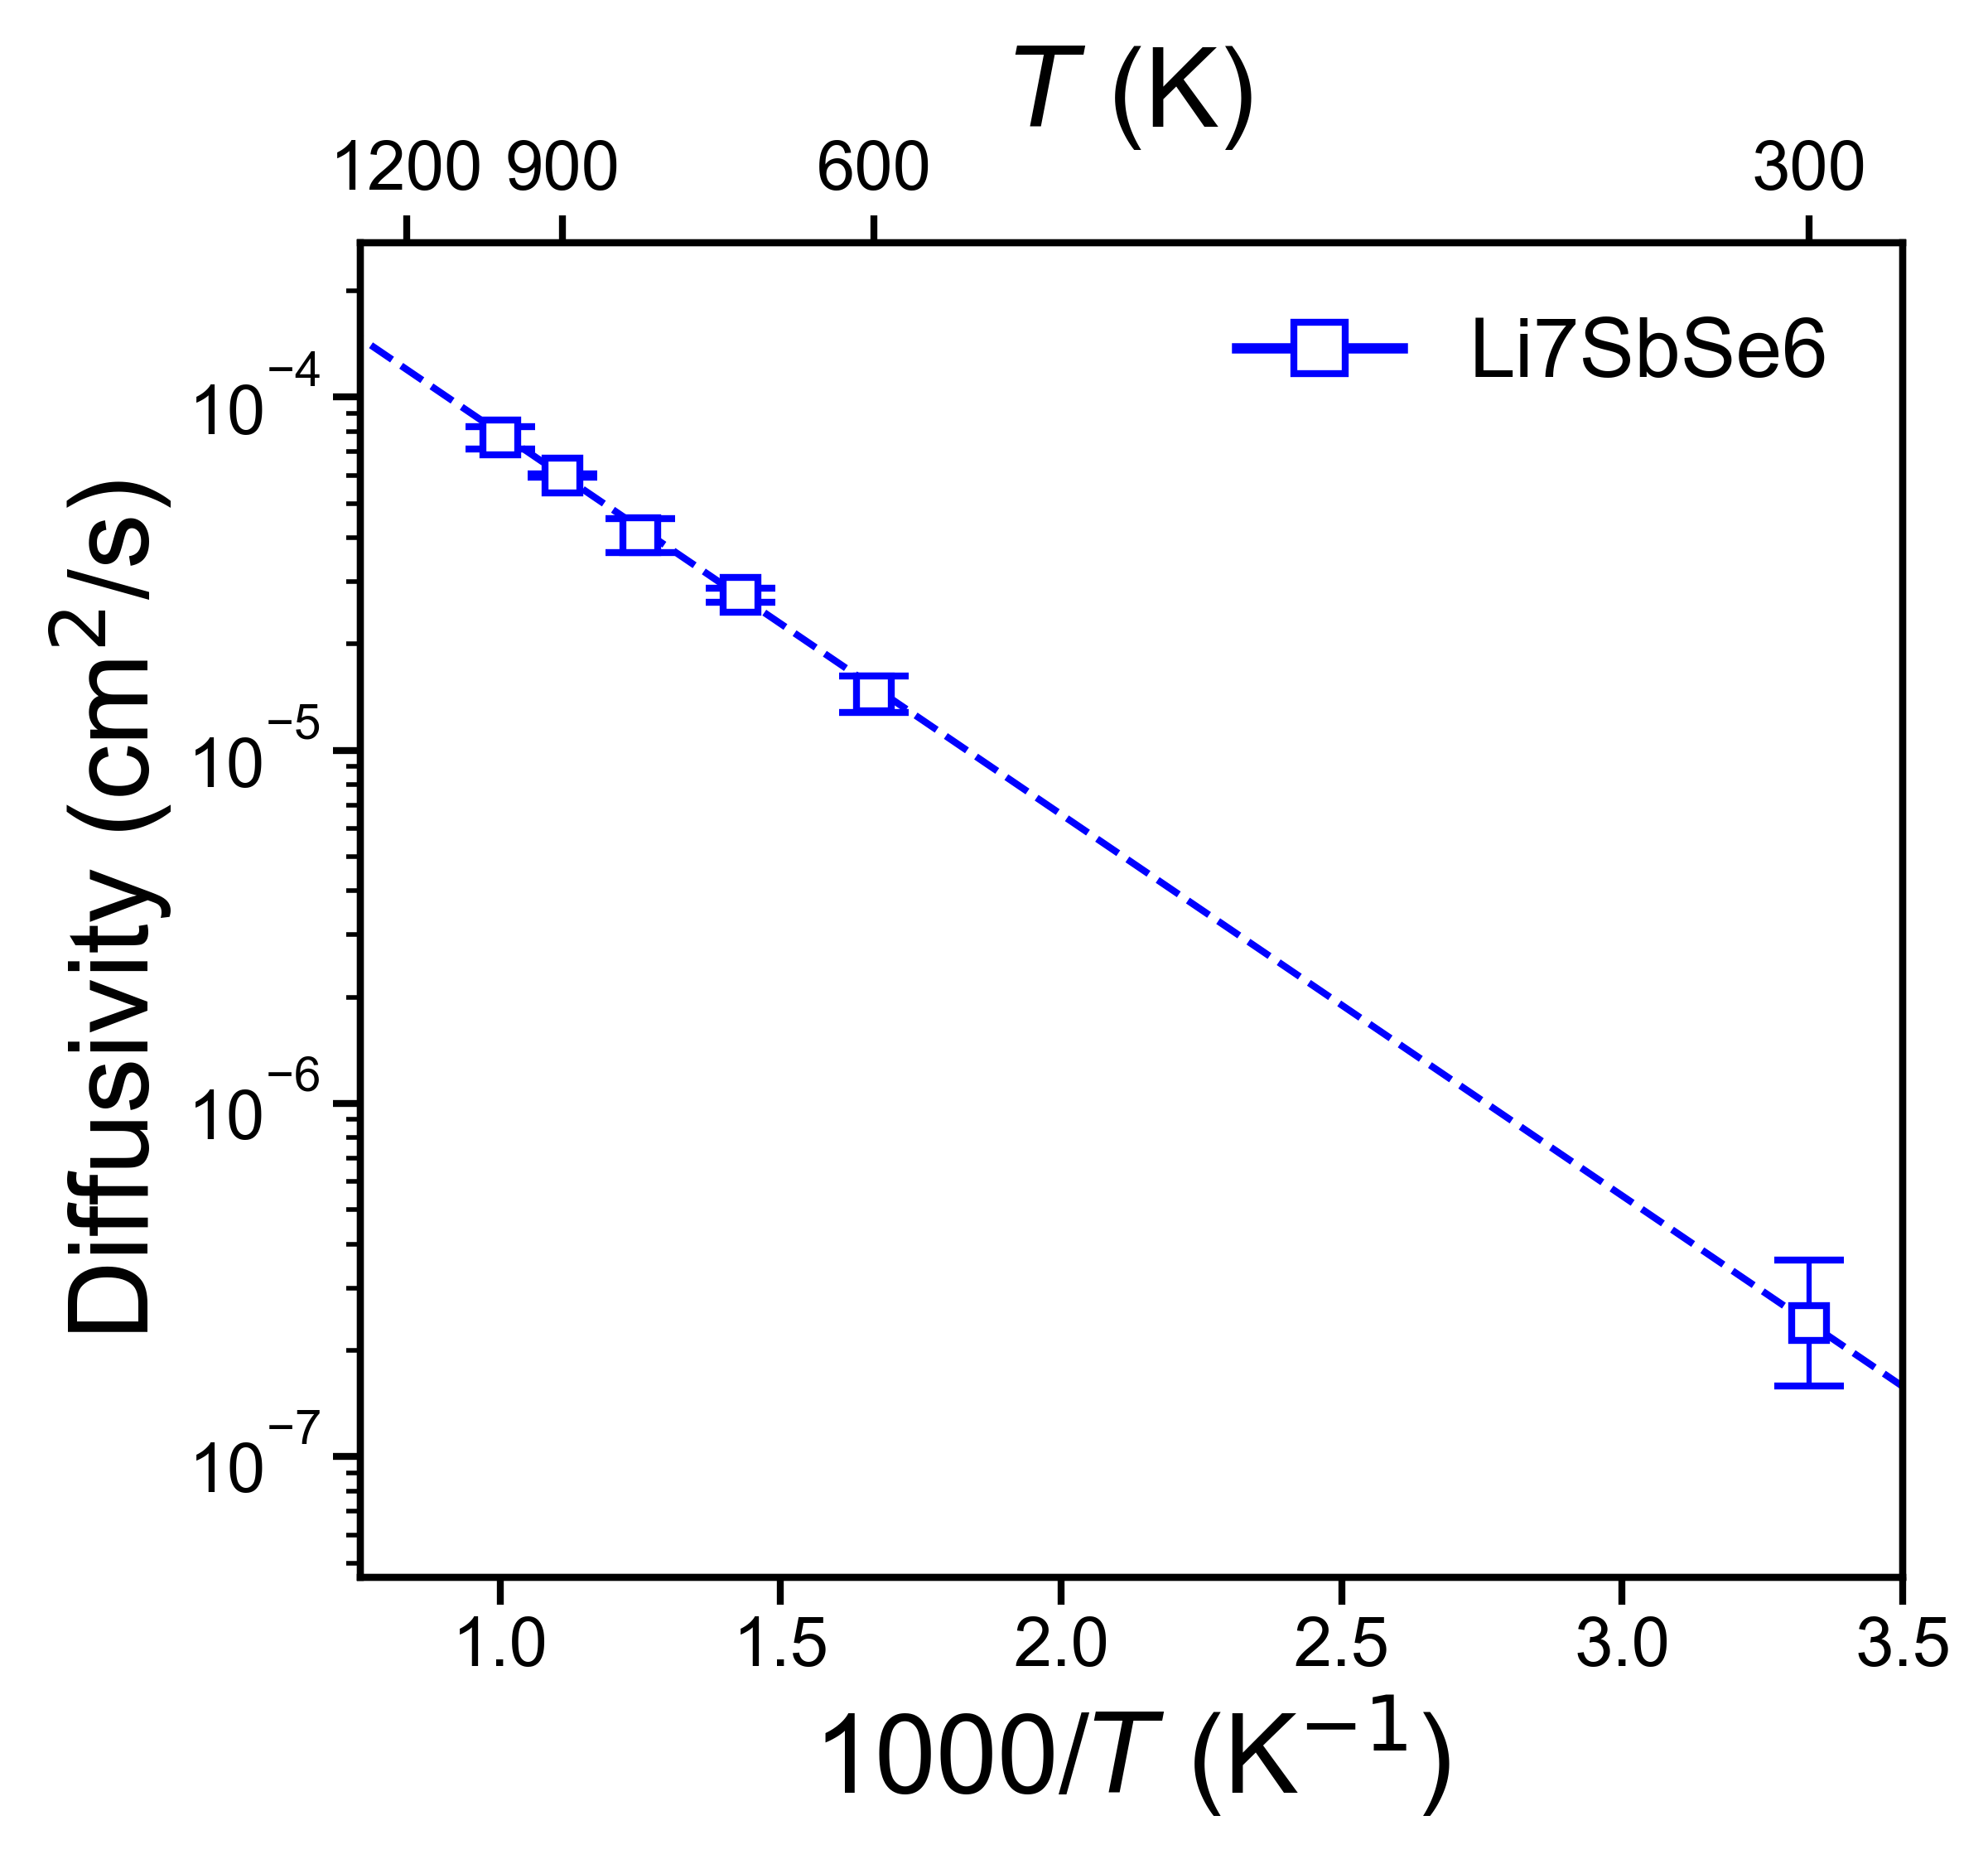 T (K)
1200 900 600 300
Li7SbSe6
Diffusivity (cm²/s)
10⁻⁴
10⁻⁵
10⁻⁶
10⁻⁷
1.0 1.5 2.0 2.5 3.0 3.5
1000/T (K⁻¹)